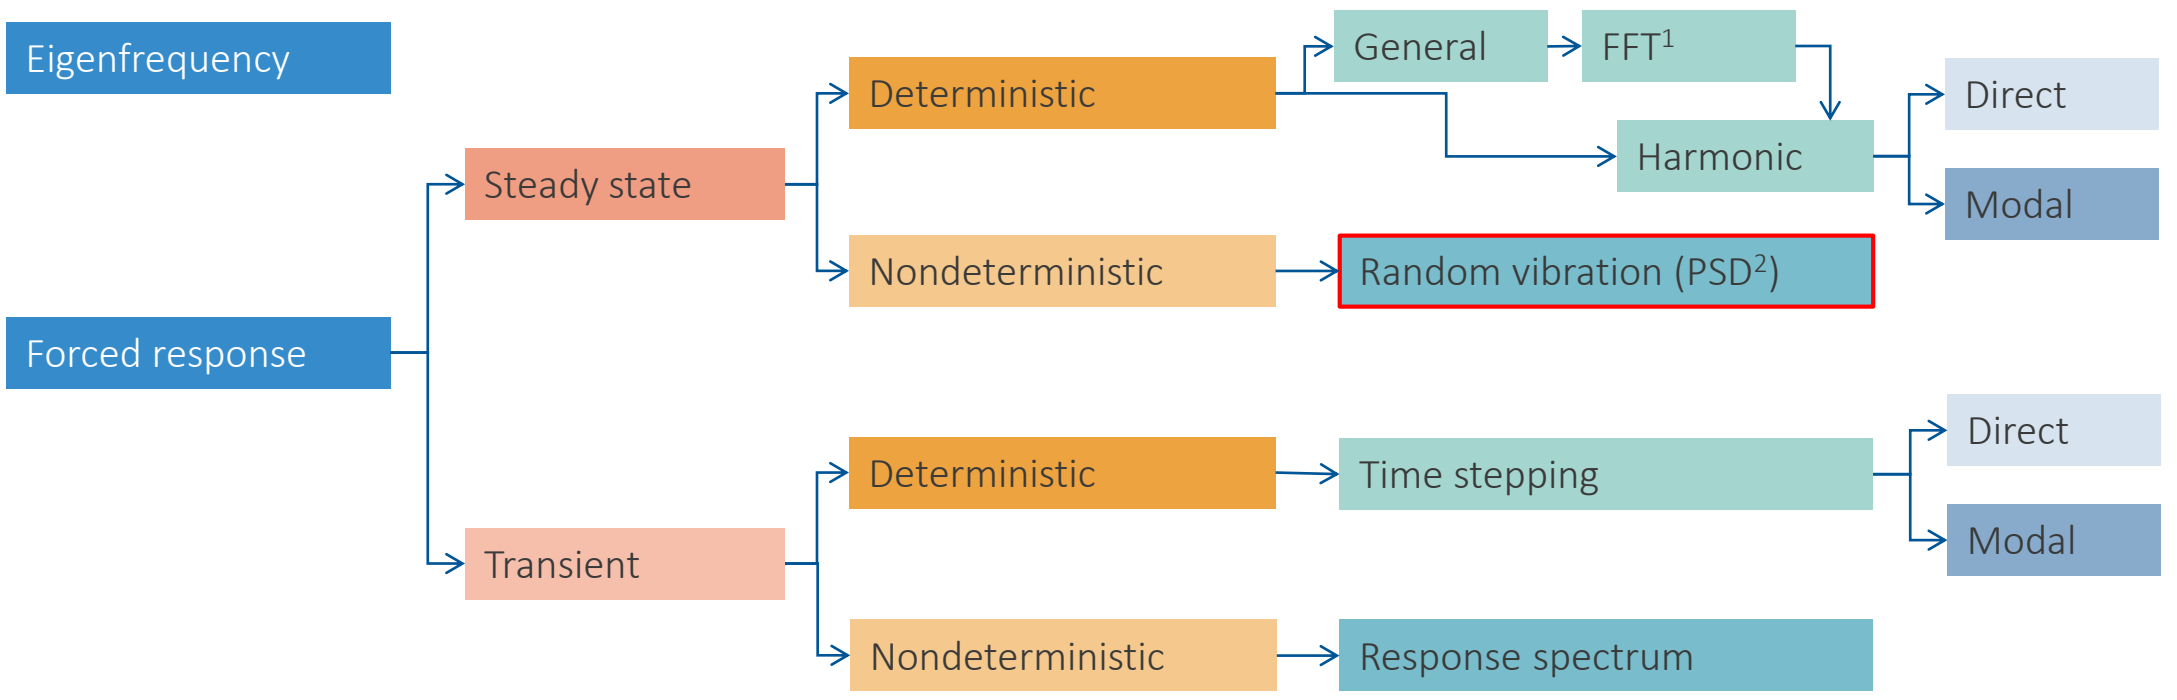 Eigenfrequency
Forced response
Steady state
Transient
Deterministic
Nondeterministic
General
FFT¹
Harmonic
Direct
Modal
Random vibration (PSD²)
Deterministic
Time stepping
Direct
Modal
Nondeterministic
Response spectrum